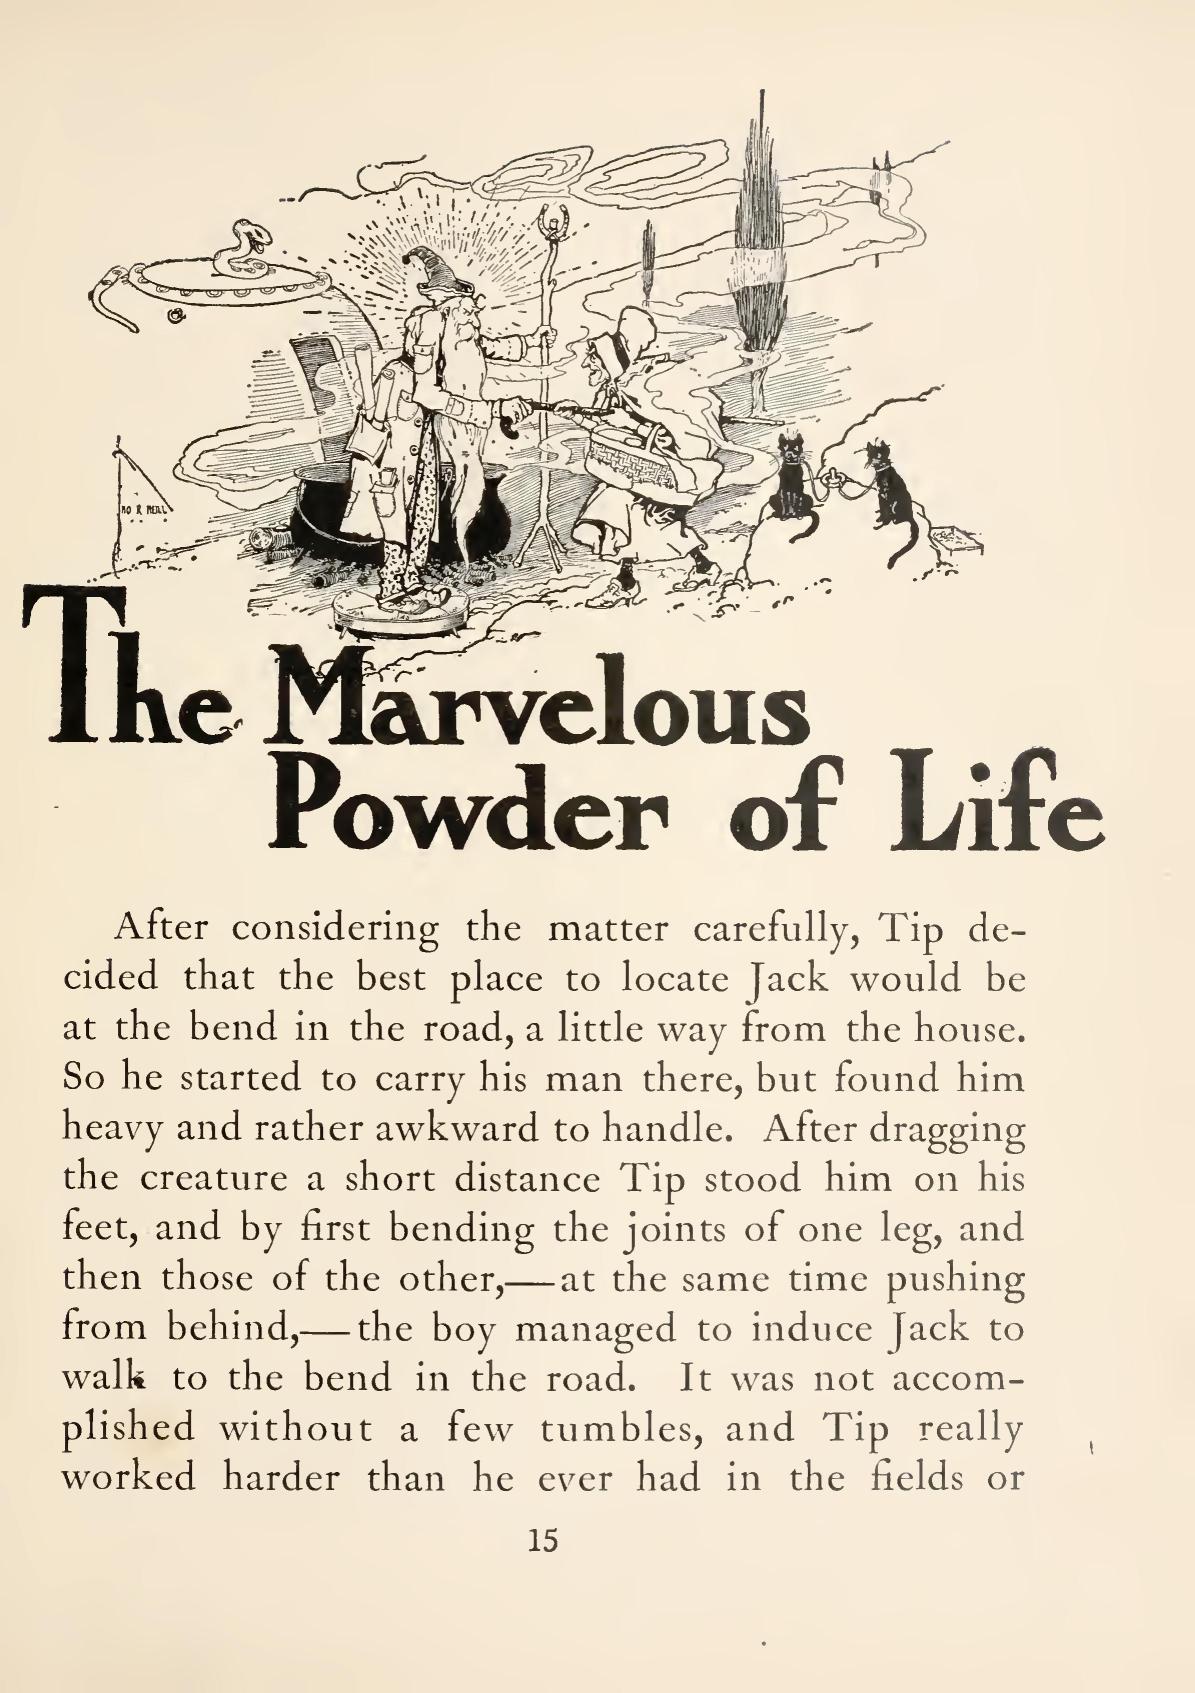 The Marvelous
Powder of Life
After considering the matter carefully, Tip de-
cided that the best place to locate Jack would be
at the bend in the road, a little way from the house.
So he started to carry his man there, but found him
heavy and rather awkward to handle. After dragging
the creature a short distance Tip stood him on his
feet, and by first bending the joints of one leg, and
then those of the other,—at the same time pushing
from behind,—the boy managed to induce Jack to
walk to the bend in the road. It was not accom-
plished without a few tumbles, and Tip really
worked harder than he ever had in the fields or
15